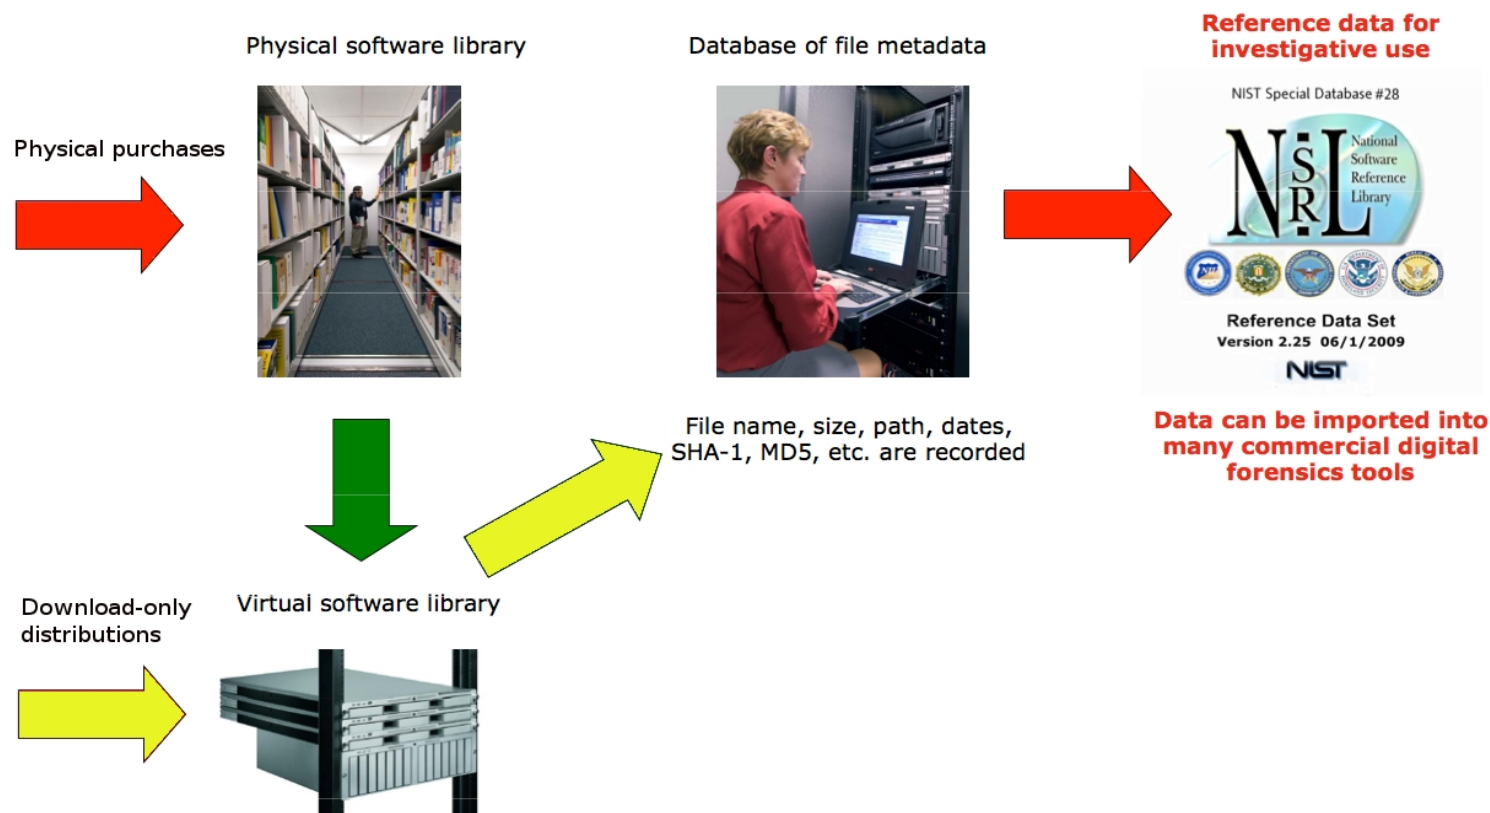 Physical purchases
Physical software library
Database of file metadata
Reference data for
investigative use
NIST Special Database #28
NSRL
National
Software
Reference
Library
Reference Data Set
Version 2.25 06/1/2009
NIST
Data can be imported into
many commercial digital
forensics tools
File name, size, path, dates,
SHA-1, MD5, etc. are recorded
Download-only
distributions
Virtual software library